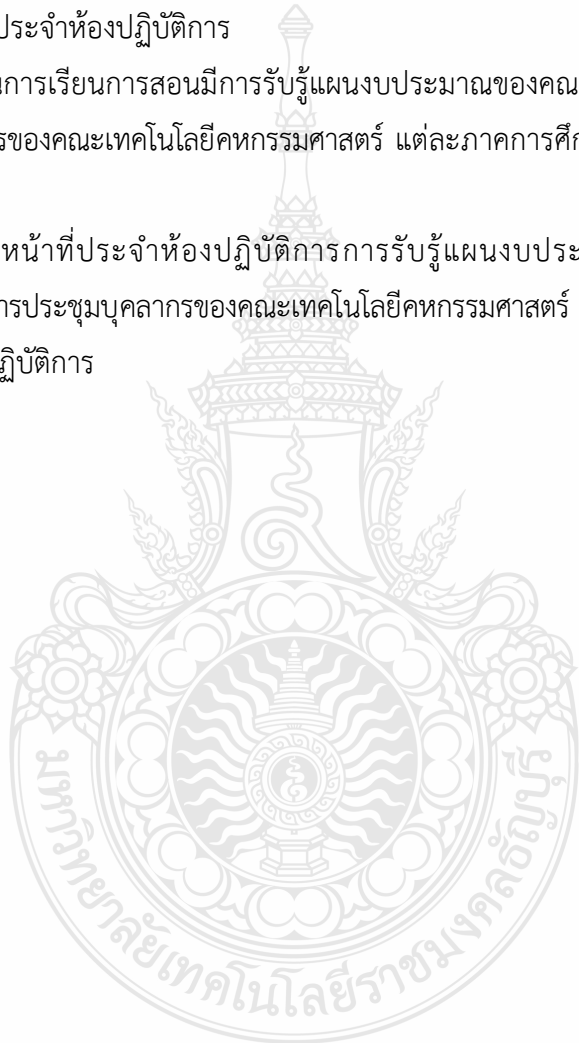 ประจำห้องปฏิบัติการ
นการเรียนการสอนมีการรับรู้แผนงบประมาณของคณ
รของคณะเทคโนโลยีคหกรรมศาสตร์ แต่ละภาคการศึก
หน้าที่ประจำห้องปฏิบัติการการรับรู้แผนงบประ
ารประชุมบุคลากรของคณะเทคโนโลยีคหกรรมศาสตร์
ฏิบัติการ
มหาวิทยาลัยเทคโนโลยีราชมงคลธัญบุรี